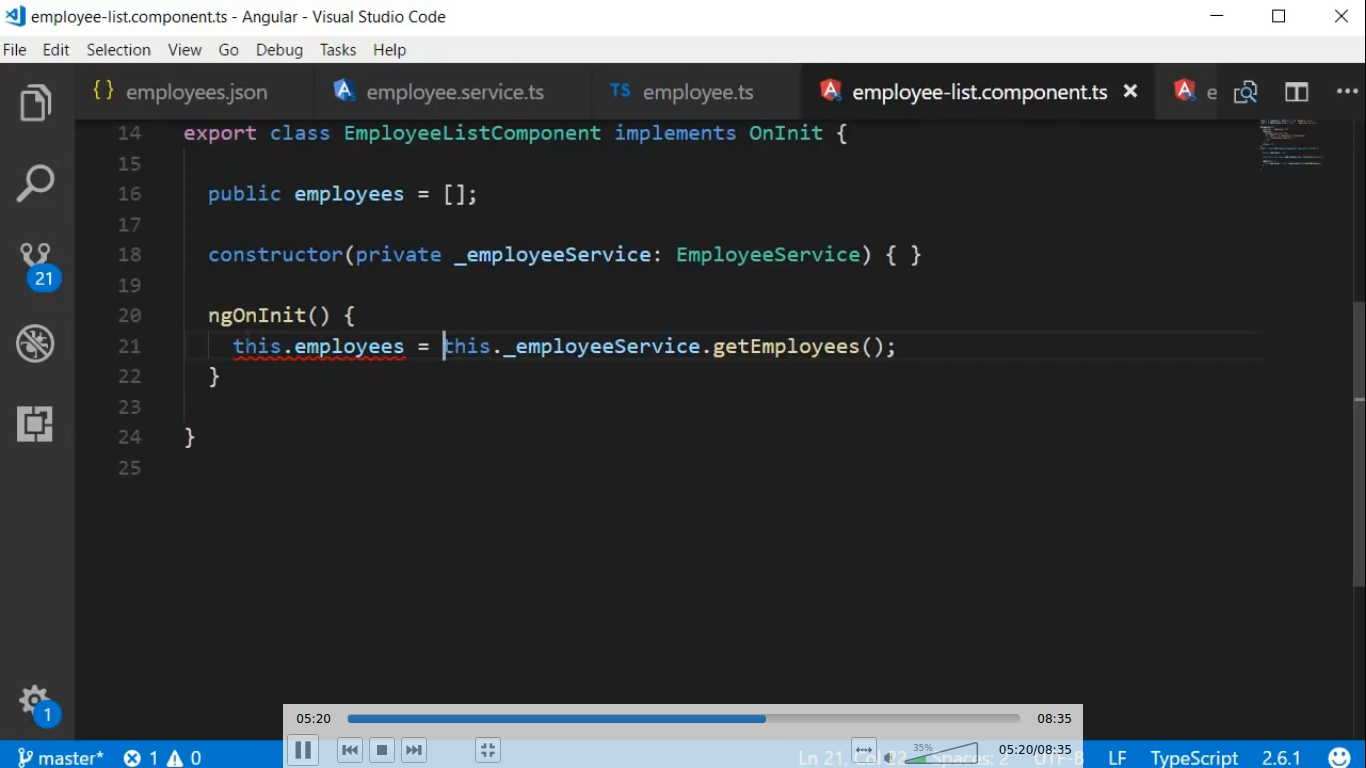 employee-list.component.ts - Angular - Visual Studio Code
File Edit Selection View Go Debug Tasks Help
{} employees.json employee.service.ts TS employee.ts employee-list.component.ts e
14 export class EmployeeListComponent implements OnInit {
15
16 public employees = [];
17
18 constructor(private _employeeService: EmployeeService) { }
19
20 ngOnInit() {
21 this.employees = this._employeeService.getEmployees();
22 }
23
24 }
25
21
1
05:20 08:35
35% 05:20/08:35
master* 1 0 Ln 21, Col 22 Spaces: 2 UTF-8 LF TypeScript 2.6.1